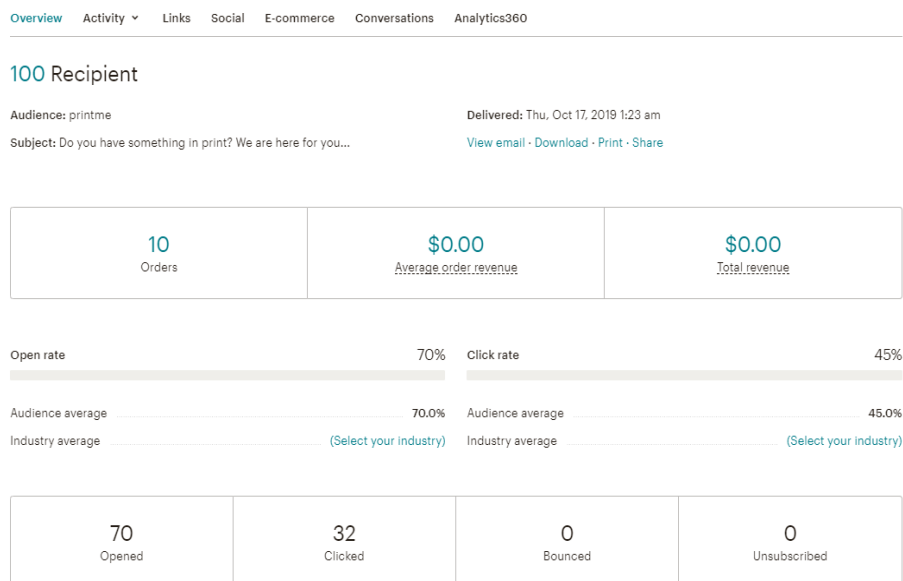 Overview Activity Links Social E-commerce Conversations Analytics360
100 Recipient
Audience: printme Delivered: Thu, Oct 17, 2019 1:23 am
Subject: Do you have something in print? We are here for you... View email · Download · Print · Share
10 $0.00 $0.00
Orders Average order revenue Total revenue
Open rate 70% Click rate 45%
Audience average 70.0% Audience average 45.0%
Industry average (Select your industry) Industry average (Select your industry)
70 32 0 0
Opened Clicked Bounced Unsubscribed